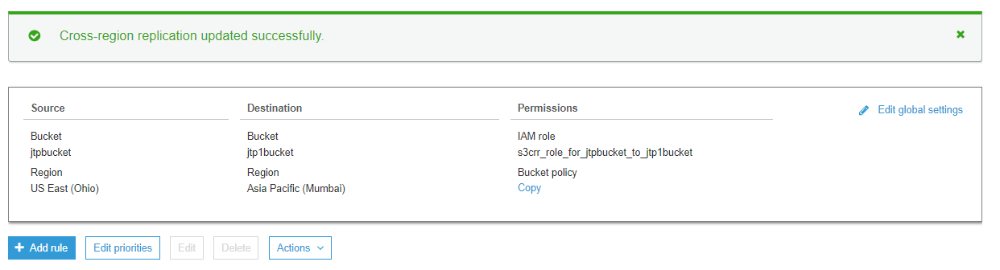 Cross-region replication updated successfully.
Source Destination Permissions Edit global settings
Bucket Bucket IAM role
jtpbucket jtp1bucket s3crr_role_for_jtpbucket_to_jtp1bucket
Region Region Bucket policy
US East (Ohio) Asia Pacific (Mumbai) Copy
Add rule Edit priorities Edit Delete Actions